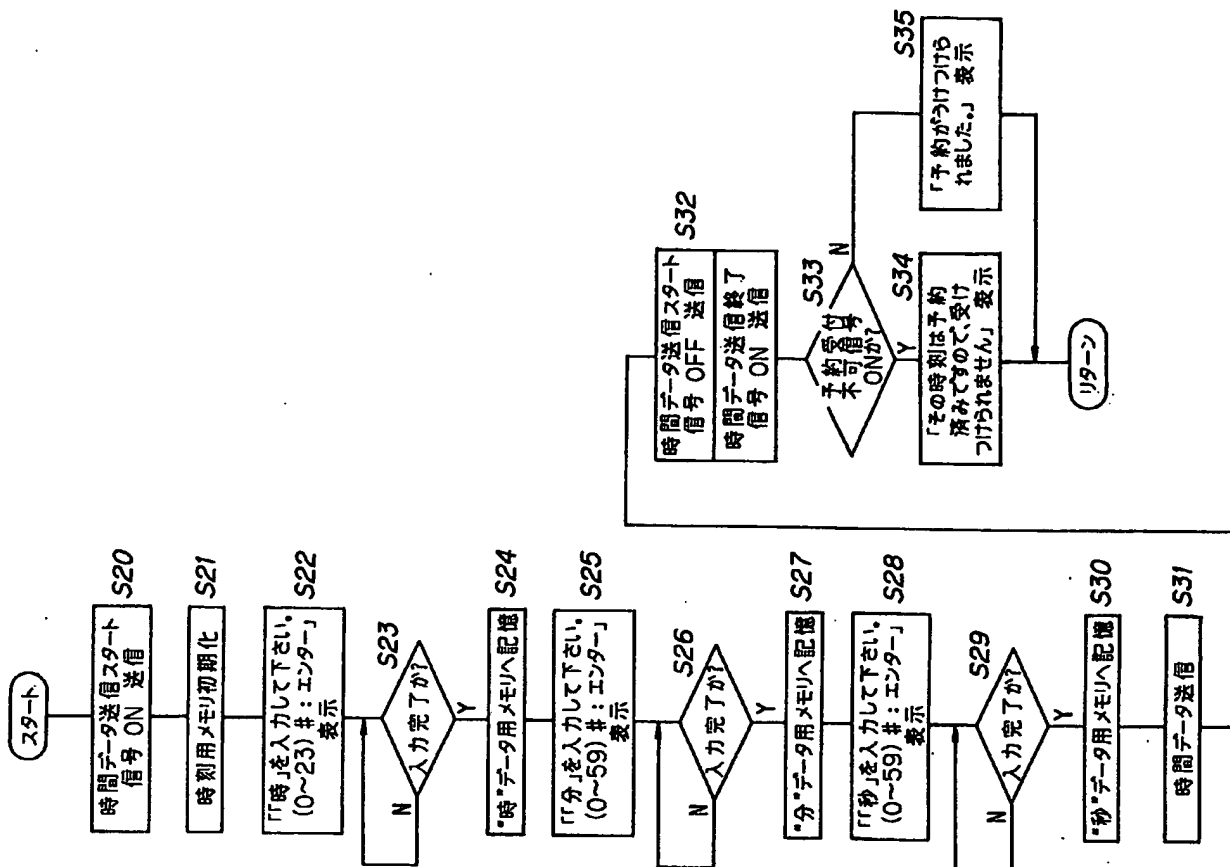 スタート
S20
時間データ送信スタート
信号 ON 送信
S21
時刻用メモリ初期化
S22
「「時」を入力して下さい。
(0~23) #:エンター」
表示
S23
入力完了か?
N
Y
S24
"時"データ用メモリへ記憶
S25
「「分」を入力して下さい。
(0~59) #:エンター」
表示
S26
入力完了か?
N
Y
S27
"分"データ用メモリへ記憶
S28
「「秒」を入力して下さい。
(0~59) #:エンター」
表示
S29
入力完了か?
N
Y
S30
"秒"データ用メモリへ記憶
S31
時間データ送信
S32
時間データ送信スタート
信号 OFF 送信
時間データ送信終了
信号 ON 送信
S33
予約受付
不可信号
ONか?
N
Y
S34
「その時刻は予約
済みですので、受け
つけられません」 表示
S35
「予約がうけつけら
れました。」 表示
リターン